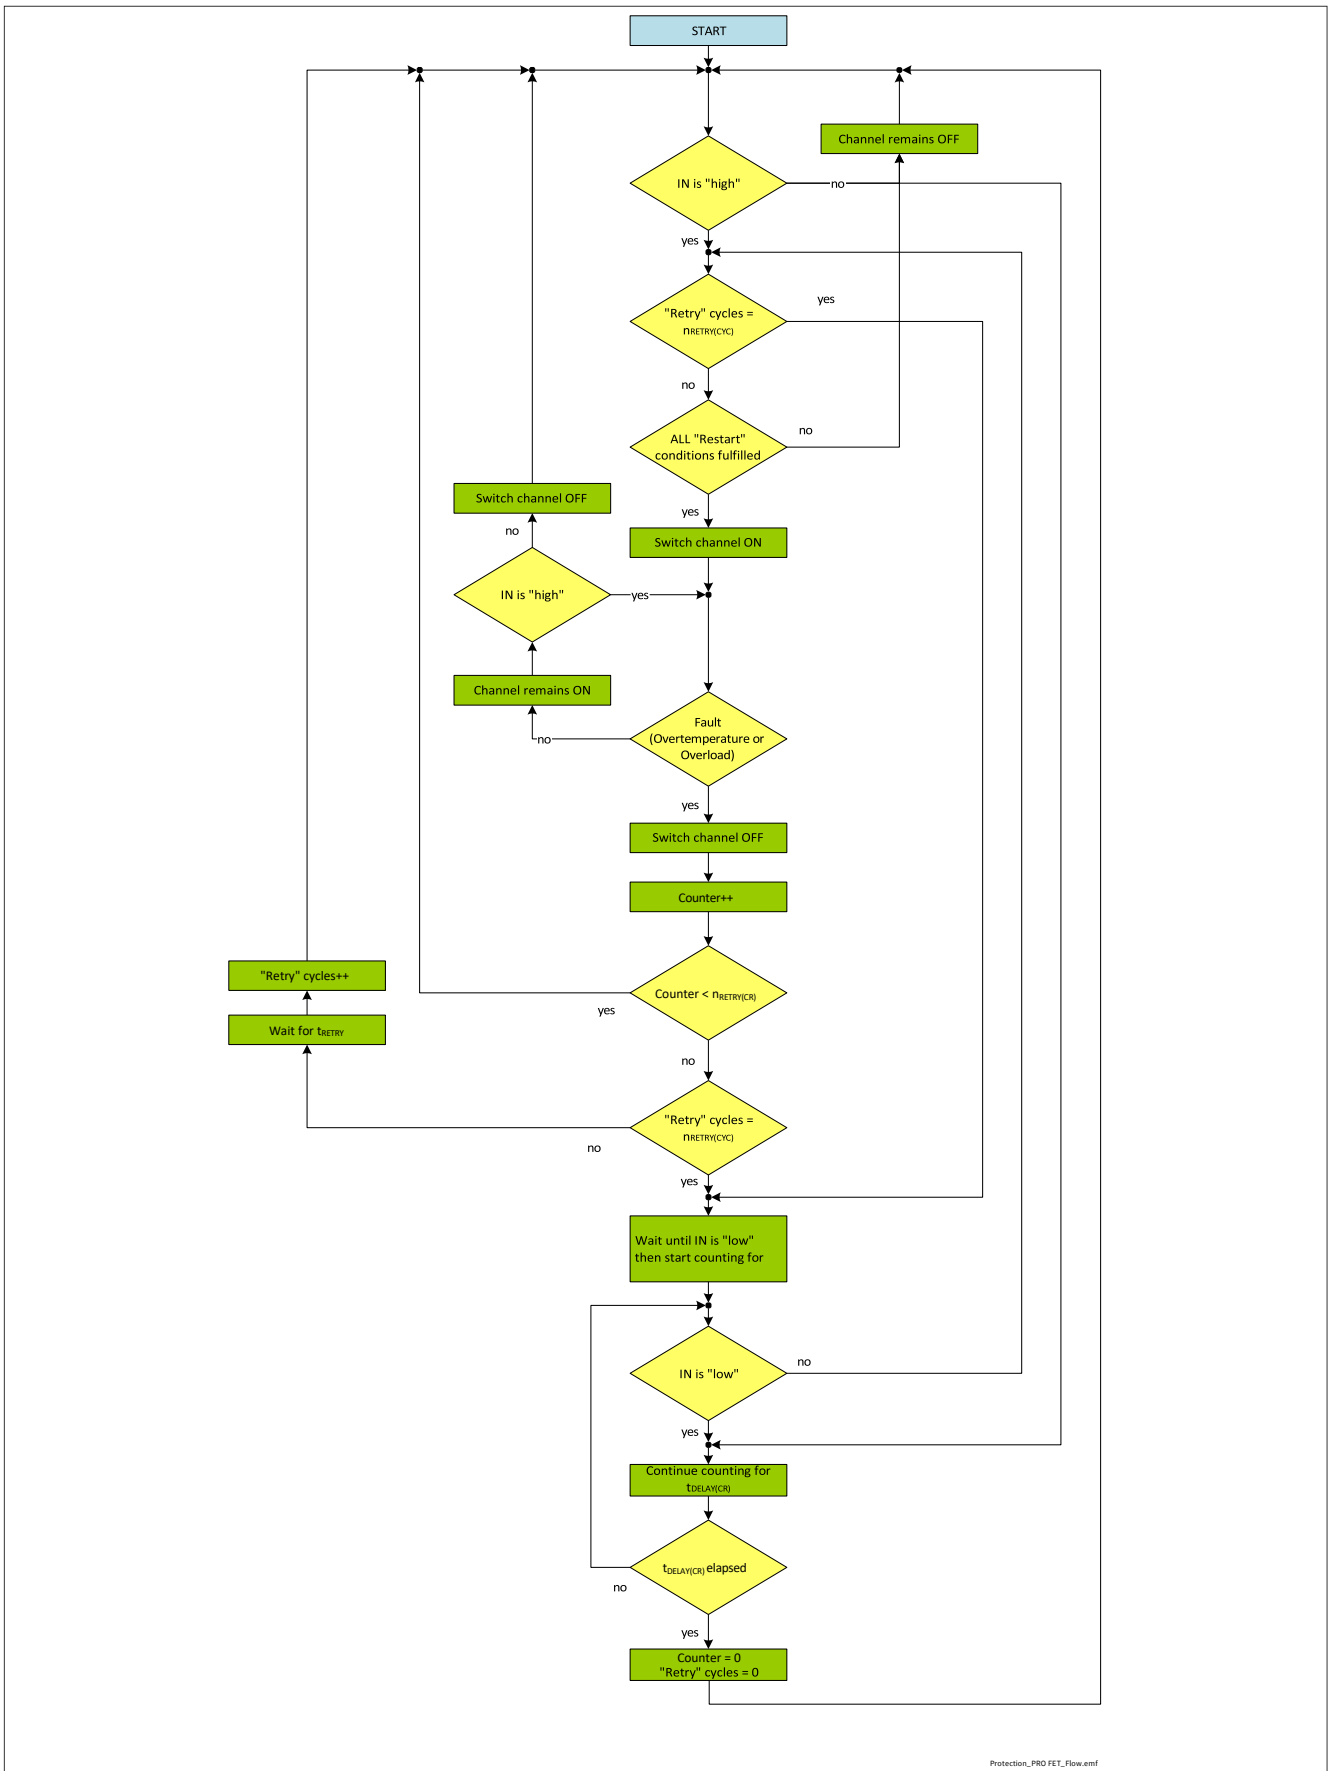 START
Channel remains OFF
IN is "high"
no
yes
"Retry" cycles =
nRETRY(CYC)
yes
no
ALL "Restart"
conditions fulfilled
no
yes
Switch channel OFF
Switch channel ON
no
IN is "high"
yes
Channel remains ON
Fault
(Overtemperature or
Overload)
no
yes
Switch channel OFF
Counter++
"Retry" cycles++
Counter < nRETRY(CR)
yes
Wait for tRETRY
no
"Retry" cycles =
nRETRY(CYC)
no
yes
Wait until IN is "low"
then start counting for
IN is "low"
no
yes
Continue counting for
tDELAY(CR)
tDELAY(CR) elapsed
no
yes
Counter = 0
"Retry" cycles = 0
Protection_PRO FET_Flow.emf